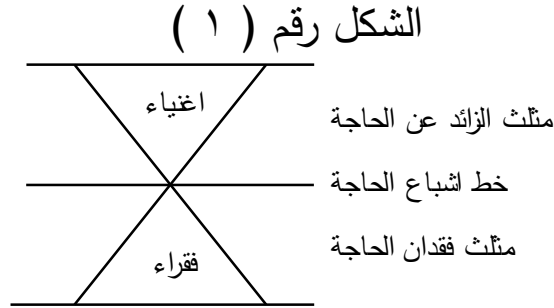 الشكل رقم ( ١ )
اغنياء
مثلث الزائد عن الحاجة
خط اشباع الحاجة
مثلث فقدان الحاجة
فقراء